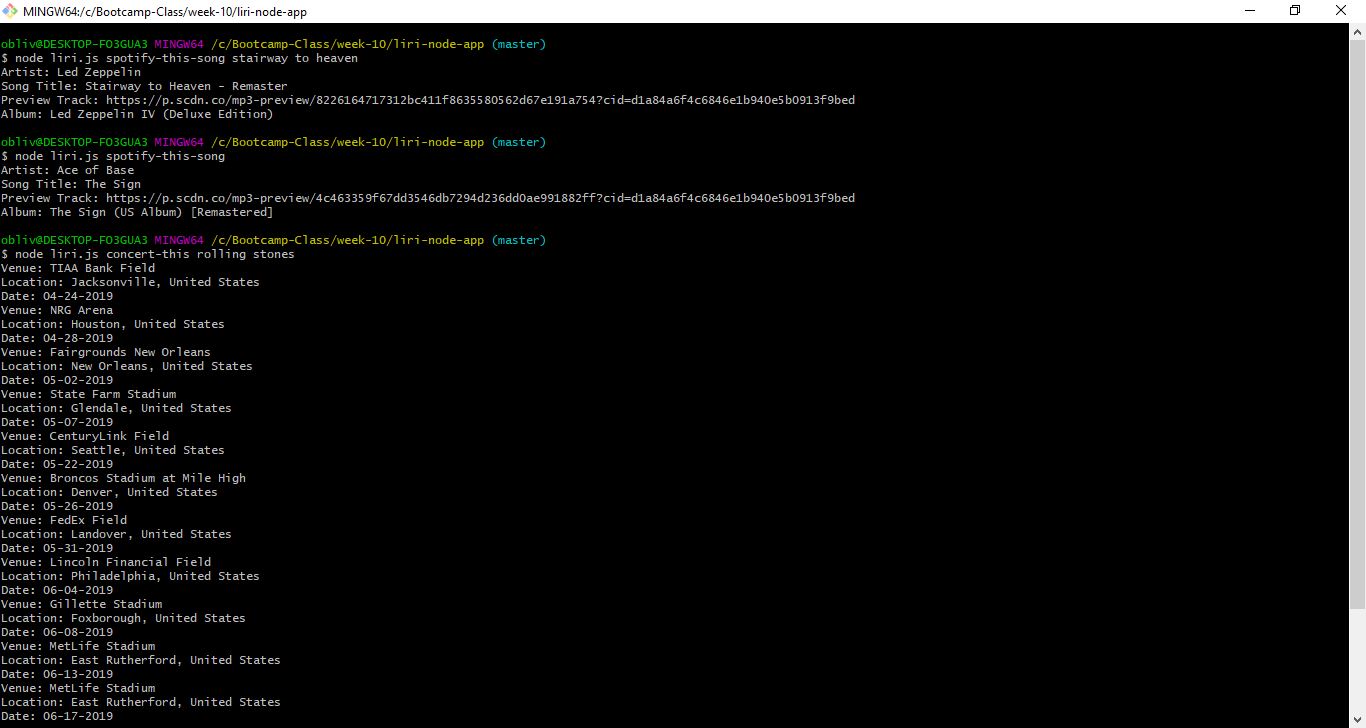 MINGW64:/c/Bootcamp-Class/week-10/liri-node-app
obliv@DESKTOP-FO3GUA3 MINGW64 /c/Bootcamp-Class/week-10/liri-node-app (master)
$ node liri.js spotify-this-song stairway to heaven
Artist: Led Zeppelin
Song Title: Stairway to Heaven - Remaster
Preview Track: https://p.scdn.co/mp3-preview/8226164717312bc411f8635580562d67e191a754?cid=d1a84a6f4c6846e1b940e5b0913f9bed
Album: Led Zeppelin IV (Deluxe Edition)
obliv@DESKTOP-FO3GUA3 MINGW64 /c/Bootcamp-Class/week-10/liri-node-app (master)
$ node liri.js spotify-this-song
Artist: Ace of Base
Song Title: The Sign
Preview Track: https://p.scdn.co/mp3-preview/4c463359f67dd3546db7294d236dd0ae991882ff?cid=d1a84a6f4c6846e1b940e5b0913f9bed
Album: The Sign (US Album) [Remastered]
obliv@DESKTOP-FO3GUA3 MINGW64 /c/Bootcamp-Class/week-10/liri-node-app (master)
$ node liri.js concert-this rolling stones
Venue: TIAA Bank Field
Location: Jacksonville, United States
Date: 04-24-2019
Venue: NRG Arena
Location: Houston, United States
Date: 04-28-2019
Venue: Fairgrounds New Orleans
Location: New Orleans, United States
Date: 05-02-2019
Venue: State Farm Stadium
Location: Glendale, United States
Date: 05-07-2019
Venue: CenturyLink Field
Location: Seattle, United States
Date: 05-22-2019
Venue: Broncos Stadium at Mile High
Location: Denver, United States
Date: 05-26-2019
Venue: FedEx Field
Location: Landover, United States
Date: 05-31-2019
Venue: Lincoln Financial Field
Location: Philadelphia, United States
Date: 06-04-2019
Venue: Gillette Stadium
Location: Foxborough, United States
Date: 06-08-2019
Venue: MetLife Stadium
Location: East Rutherford, United States
Date: 06-13-2019
Venue: MetLife Stadium
Location: East Rutherford, United States
Date: 06-17-2019